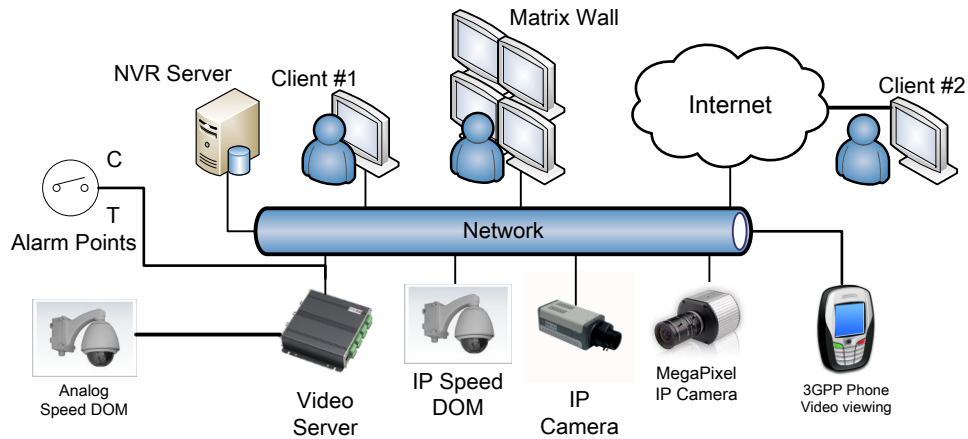 Matrix Wall
NVR Server
Client #1
Internet
Client #2
C
T
Alarm Points
Network
Analog
Speed DOM
Video
Server
IP Speed
DOM
IP
Camera
MegaPixel
IP Camera
3GPP Phone
Video viewing